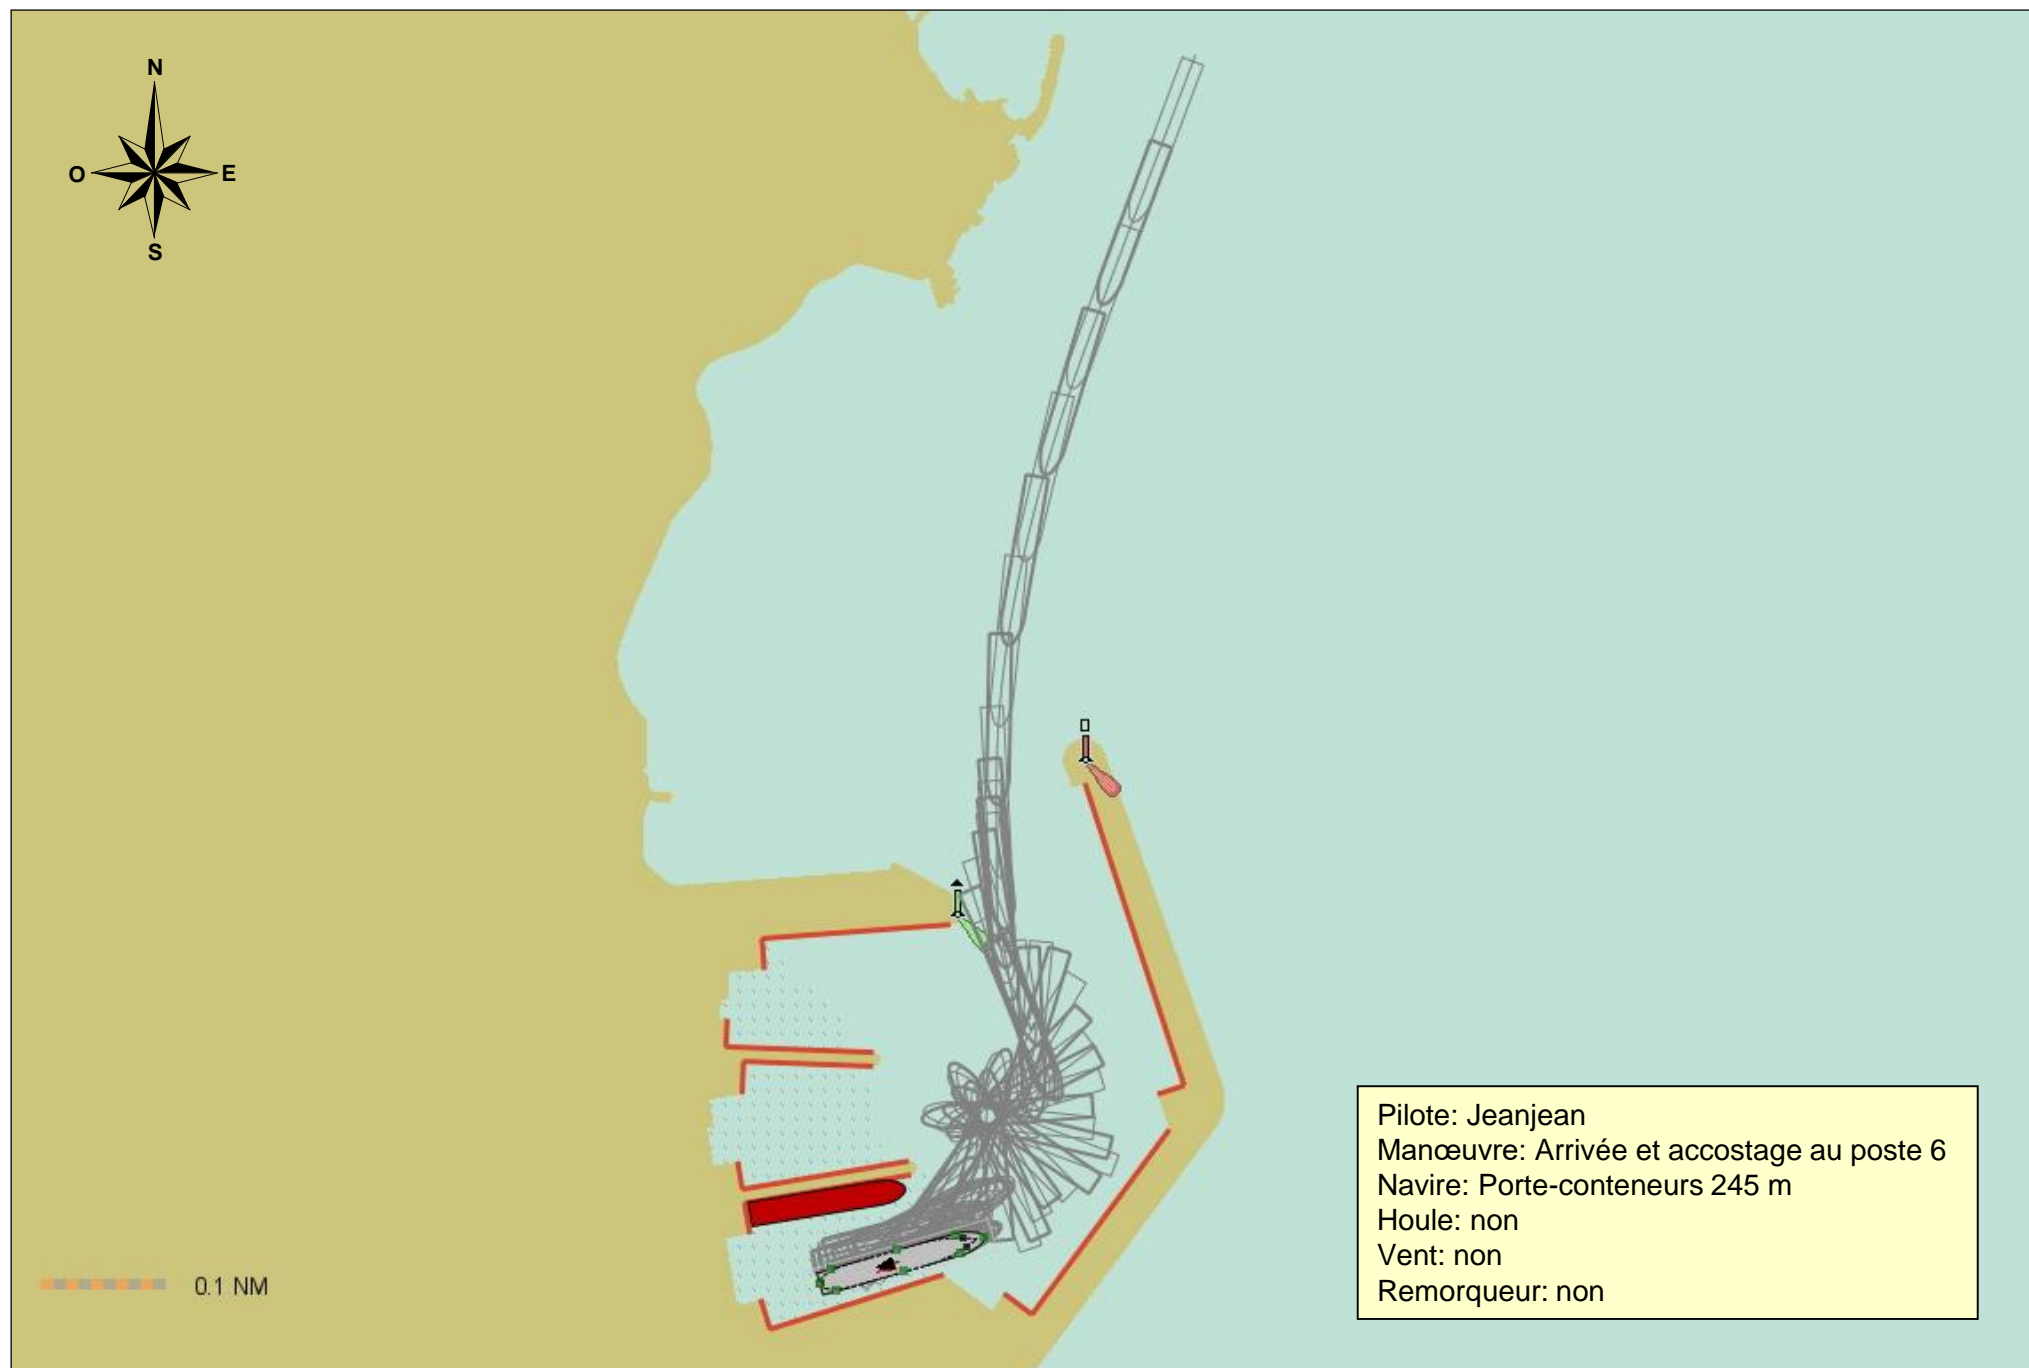 N
O
E
S
0.1 NM
Pilote: Jeanjean
Manœuvre: Arrivée et accostage au poste 6
Navire: Porte-conteneurs 245 m
Houle: non
Vent: non
Remorqueur: non